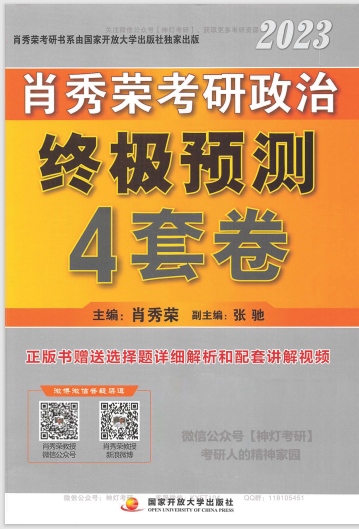 关注微信公众号【神灯考研】,获取更多考研资源
肖秀荣考研书系由国家开放大学出版社独家出版
2023
肖秀荣考研政治
终极预测
4套卷
主编:肖秀荣 副主编:张驰
正版书赠送选择题详细解析和配套讲解视频
微博微信答疑渠道
肖秀荣教授
微信公众号
肖秀荣教授
新浪微博
微信公众号【神灯考研】
考研人的精神家园
国家开放大学出版社
OPEN UNIVERSITY OF CHINA PRESS
微信公众号【神灯考研】
QQ群:118105451